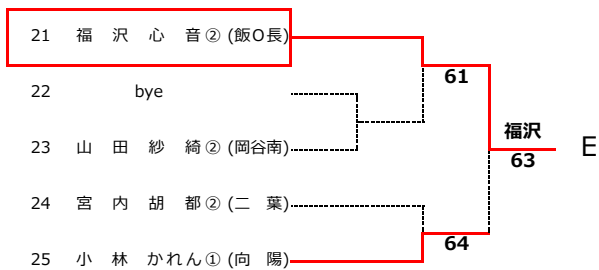 21 福 沢 心 音② (飯O長)
61
22 bye
福沢
23 山 田 紗 綺② (岡谷南)
63
E
24 宮 内 胡 都② (二 葉)
64
25 小 林 かれん① (向 陽)